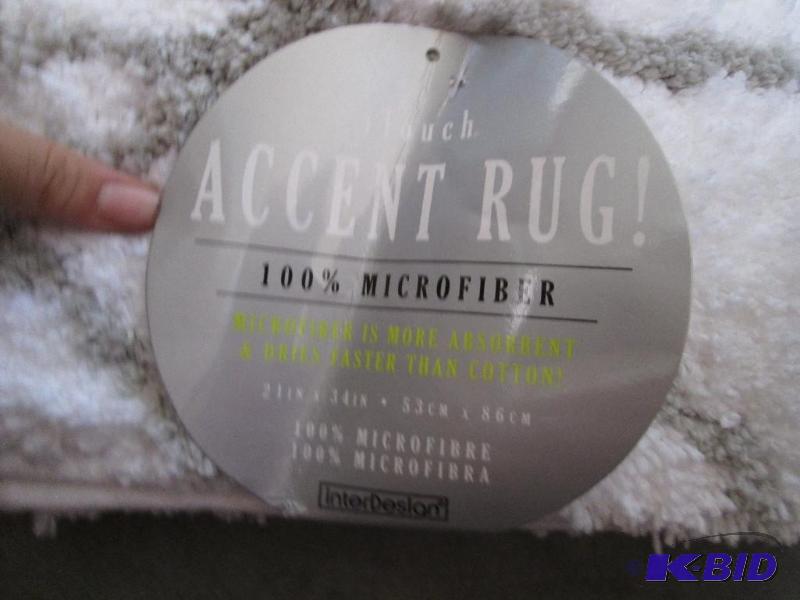 Touch
ACCENT RUG!
100% MICROFIBER
MICROFIBER IS MORE ABSORBENT
& DRIES FASTER THAN COTTON!
21IN x 34IN • 53CM x 86CM
100% MICROFIBRE
100% MICROFIBRA
InterDesign®
K-BID